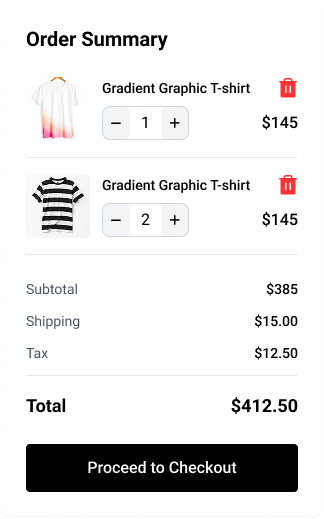 Order Summary
Gradient Graphic T-shirt
− 1 + $145
Gradient Graphic T-shirt
− 2 + $145
Subtotal $385
Shipping $15.00
Tax $12.50
Total $412.50
Proceed to Checkout